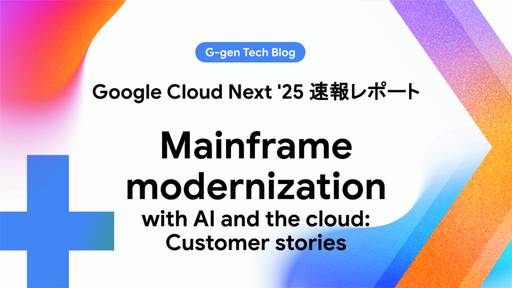 G-gen Tech Blog
Google Cloud Next '25 速報レポート
Mainframe
modernization
with AI and the cloud:
Customer stories